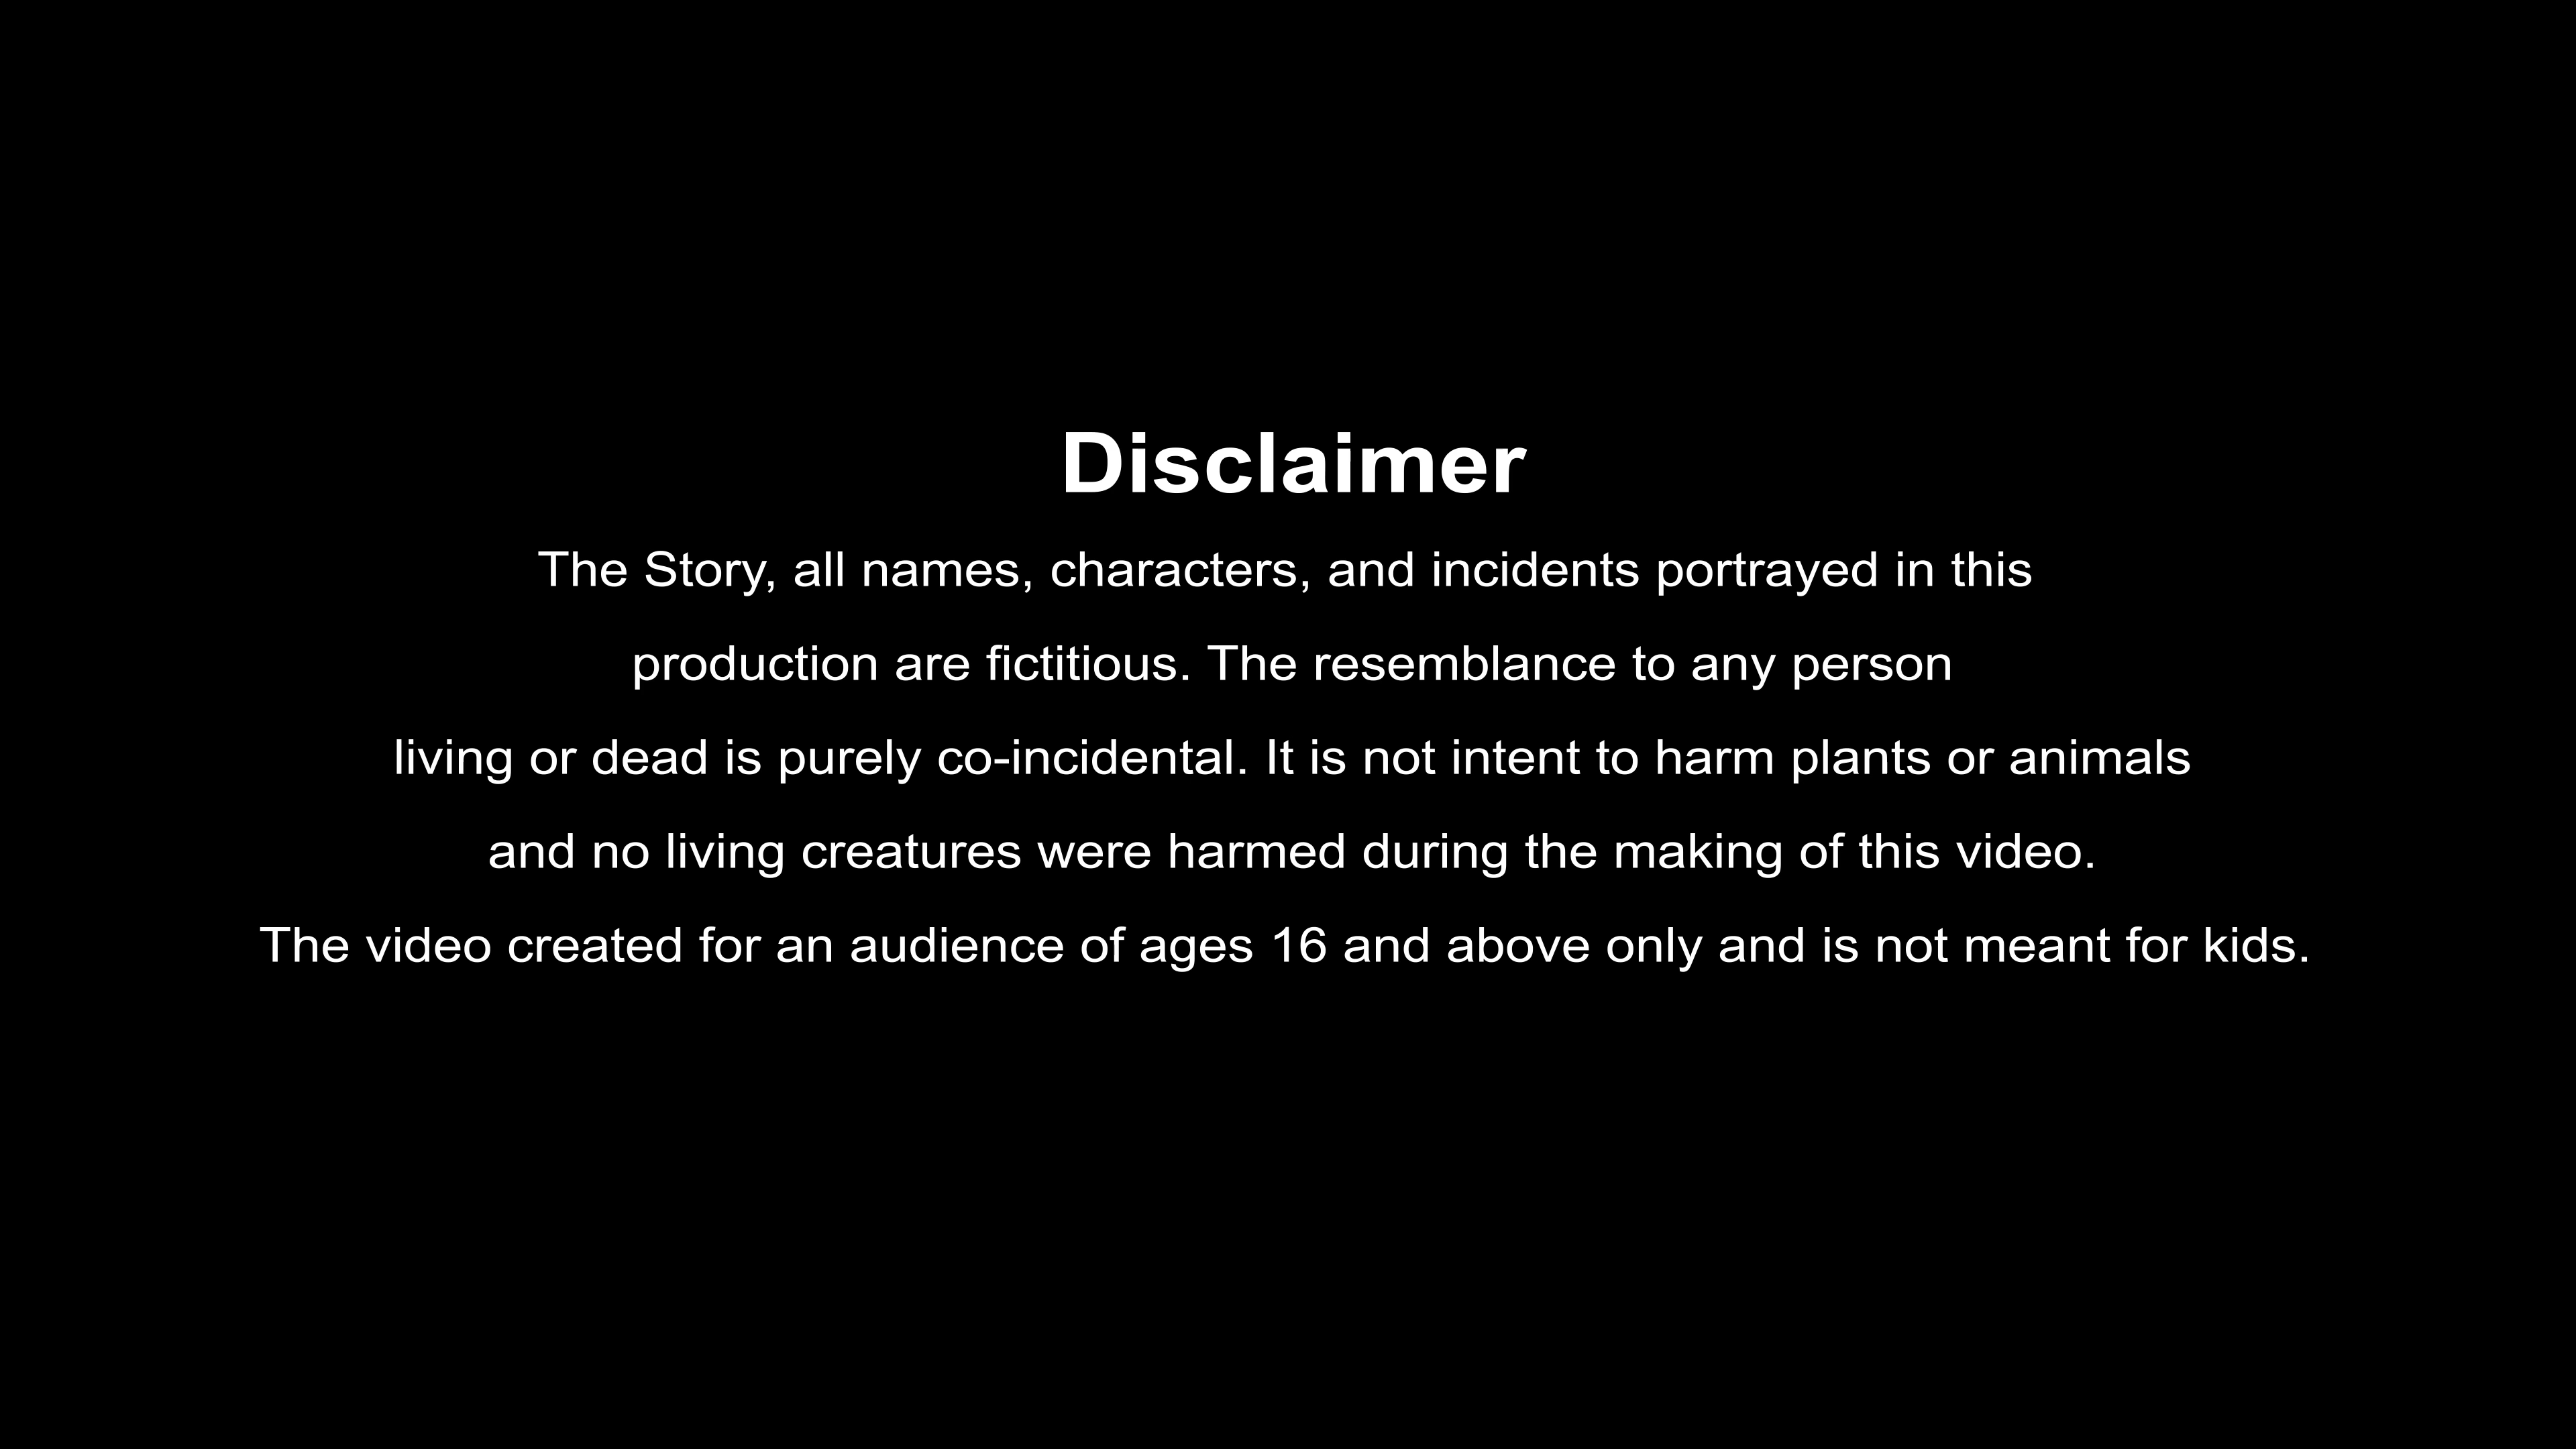 Disclaimer
The Story, all names, characters, and incidents portrayed in this
production are fictitious. The resemblance to any person
living or dead is purely co-incidental. It is not intent to harm plants or animals
and no living creatures were harmed during the making of this video.
The video created for an audience of ages 16 and above only and is not meant for kids.